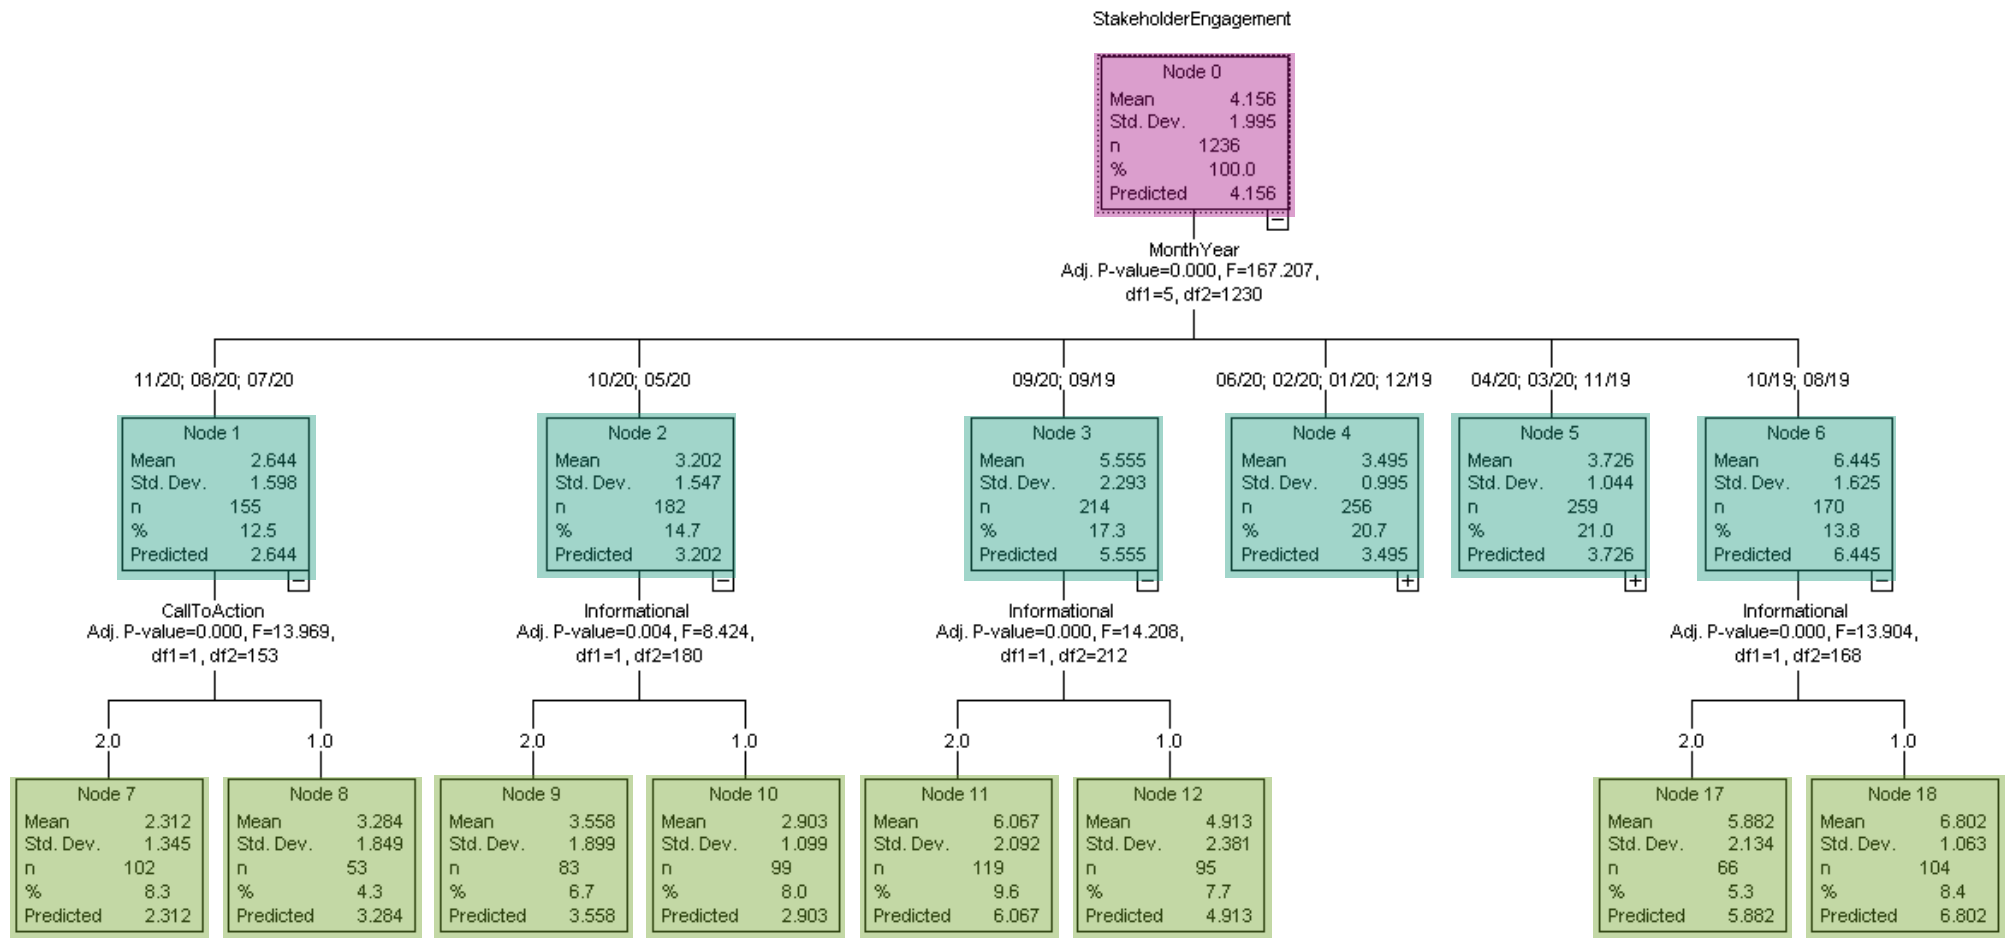 StakeholderEngagement
Node 0
Mean 4.156
Std. Dev. 1.995
n 1236
% 100.0
Predicted 4.156
−
MonthYear
Adj. P-value=0.000, F=167.207,
df1=5, df2=1230
11/20; 08/20; 07/20
10/20; 05/20
09/20; 09/19
06/20; 02/20; 01/20; 12/19
04/20; 03/20; 11/19
10/19; 08/19
Node 1
Mean 2.644
Std. Dev. 1.598
n 155
% 12.5
Predicted 2.644
−
Node 2
Mean 3.202
Std. Dev. 1.547
n 182
% 14.7
Predicted 3.202
−
Node 3
Mean 5.555
Std. Dev. 2.293
n 214
% 17.3
Predicted 5.555
−
Node 4
Mean 3.495
Std. Dev. 0.995
n 256
% 20.7
Predicted 3.495
+
Node 5
Mean 3.726
Std. Dev. 1.044
n 259
% 21.0
Predicted 3.726
+
Node 6
Mean 6.445
Std. Dev. 1.625
n 170
% 13.8
Predicted 6.445
−
CallToAction
Adj. P-value=0.000, F=13.969,
df1=1, df2=153
Informational
Adj. P-value=0.004, F=8.424,
df1=1, df2=180
Informational
Adj. P-value=0.000, F=14.208,
df1=1, df2=212
Informational
Adj. P-value=0.000, F=13.904,
df1=1, df2=168
2.0
1.0
2.0
1.0
2.0
1.0
2.0
1.0
Node 7
Mean 2.312
Std. Dev. 1.345
n 102
% 8.3
Predicted 2.312
Node 8
Mean 3.284
Std. Dev. 1.849
n 53
% 4.3
Predicted 3.284
Node 9
Mean 3.558
Std. Dev. 1.899
n 83
% 6.7
Predicted 3.558
Node 10
Mean 2.903
Std. Dev. 1.099
n 99
% 8.0
Predicted 2.903
Node 11
Mean 6.067
Std. Dev. 2.092
n 119
% 9.6
Predicted 6.067
Node 12
Mean 4.913
Std. Dev. 2.381
n 95
% 7.7
Predicted 4.913
Node 17
Mean 5.882
Std. Dev. 2.134
n 66
% 5.3
Predicted 5.882
Node 18
Mean 6.802
Std. Dev. 1.063
n 104
% 8.4
Predicted 6.802